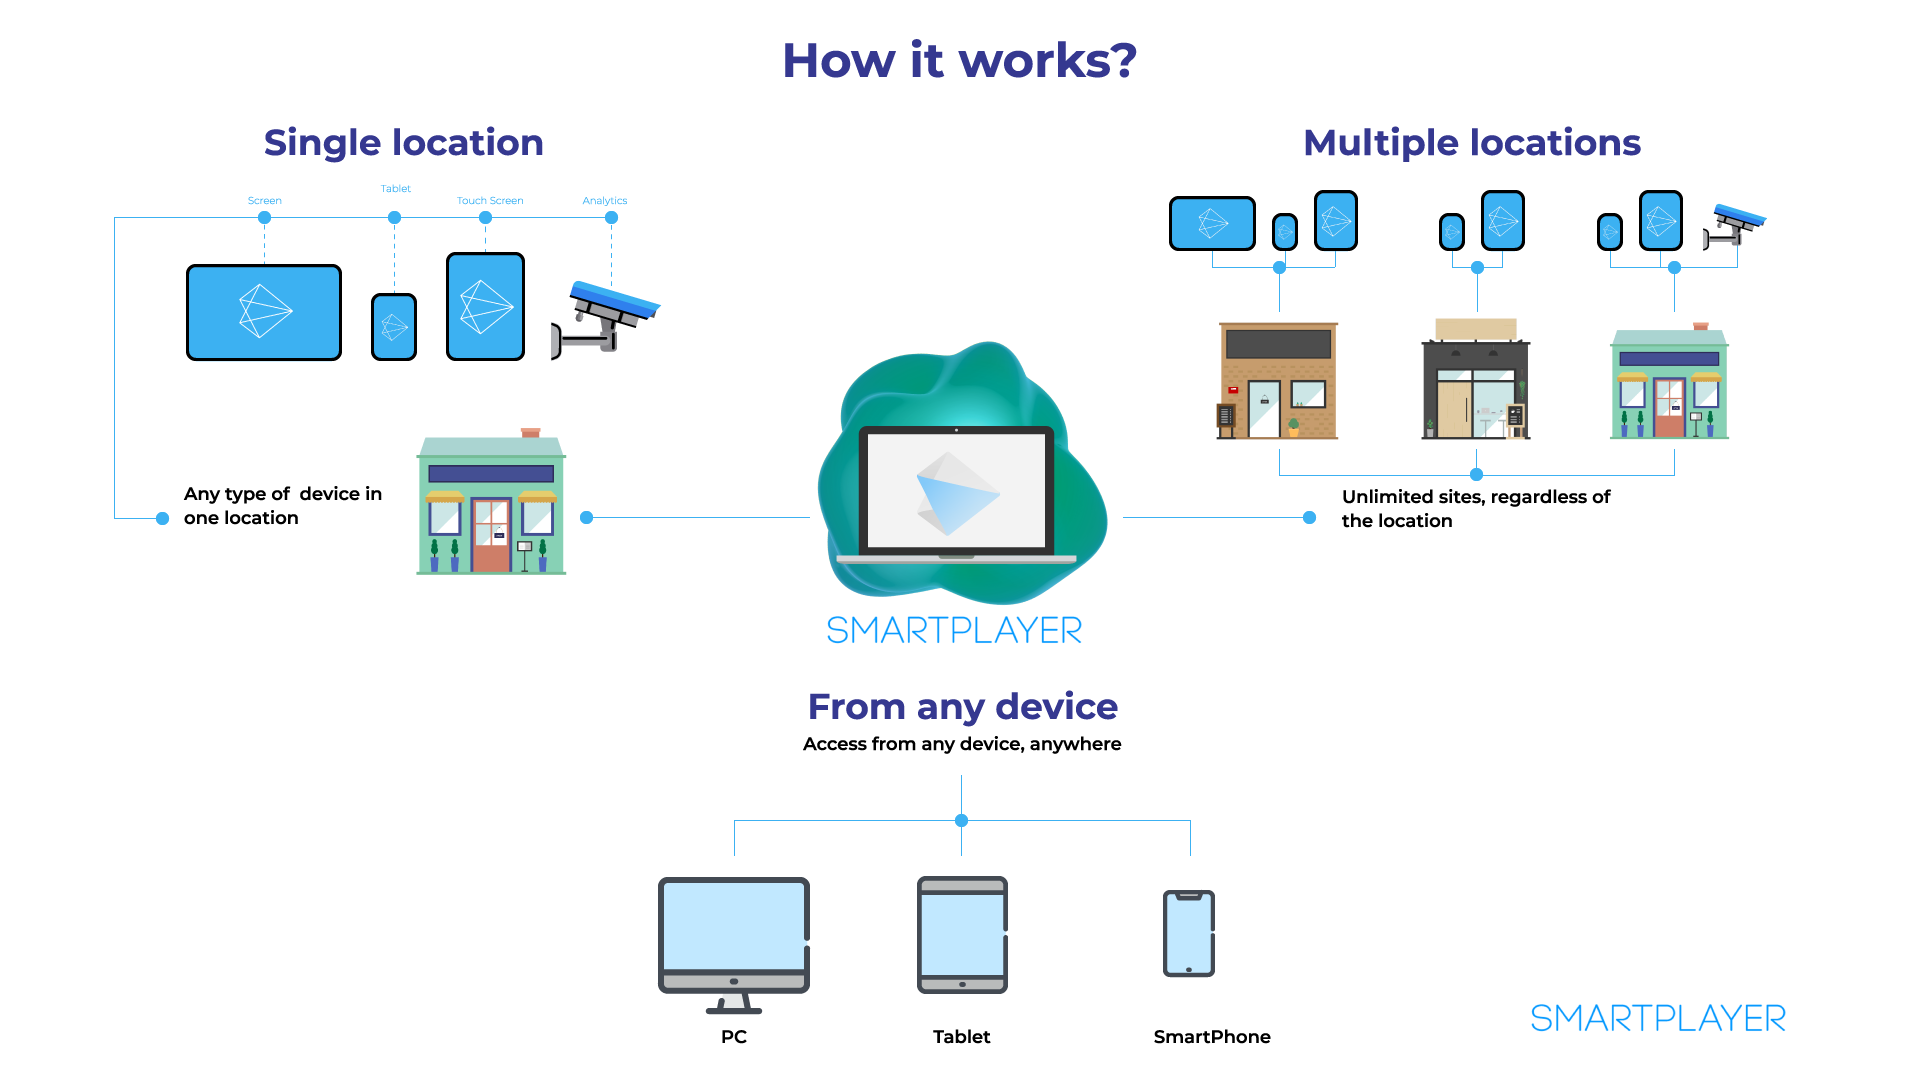 How it works?
Single location
Screen
Tablet
Touch Screen
Analytics
Any type of  device in
one location
Multiple locations
Unlimited sites, regardless of
the location
SMARTPLAYER
From any device
Access from any device, anywhere
PC
Tablet
SmartPhone
SMARTPLAYER